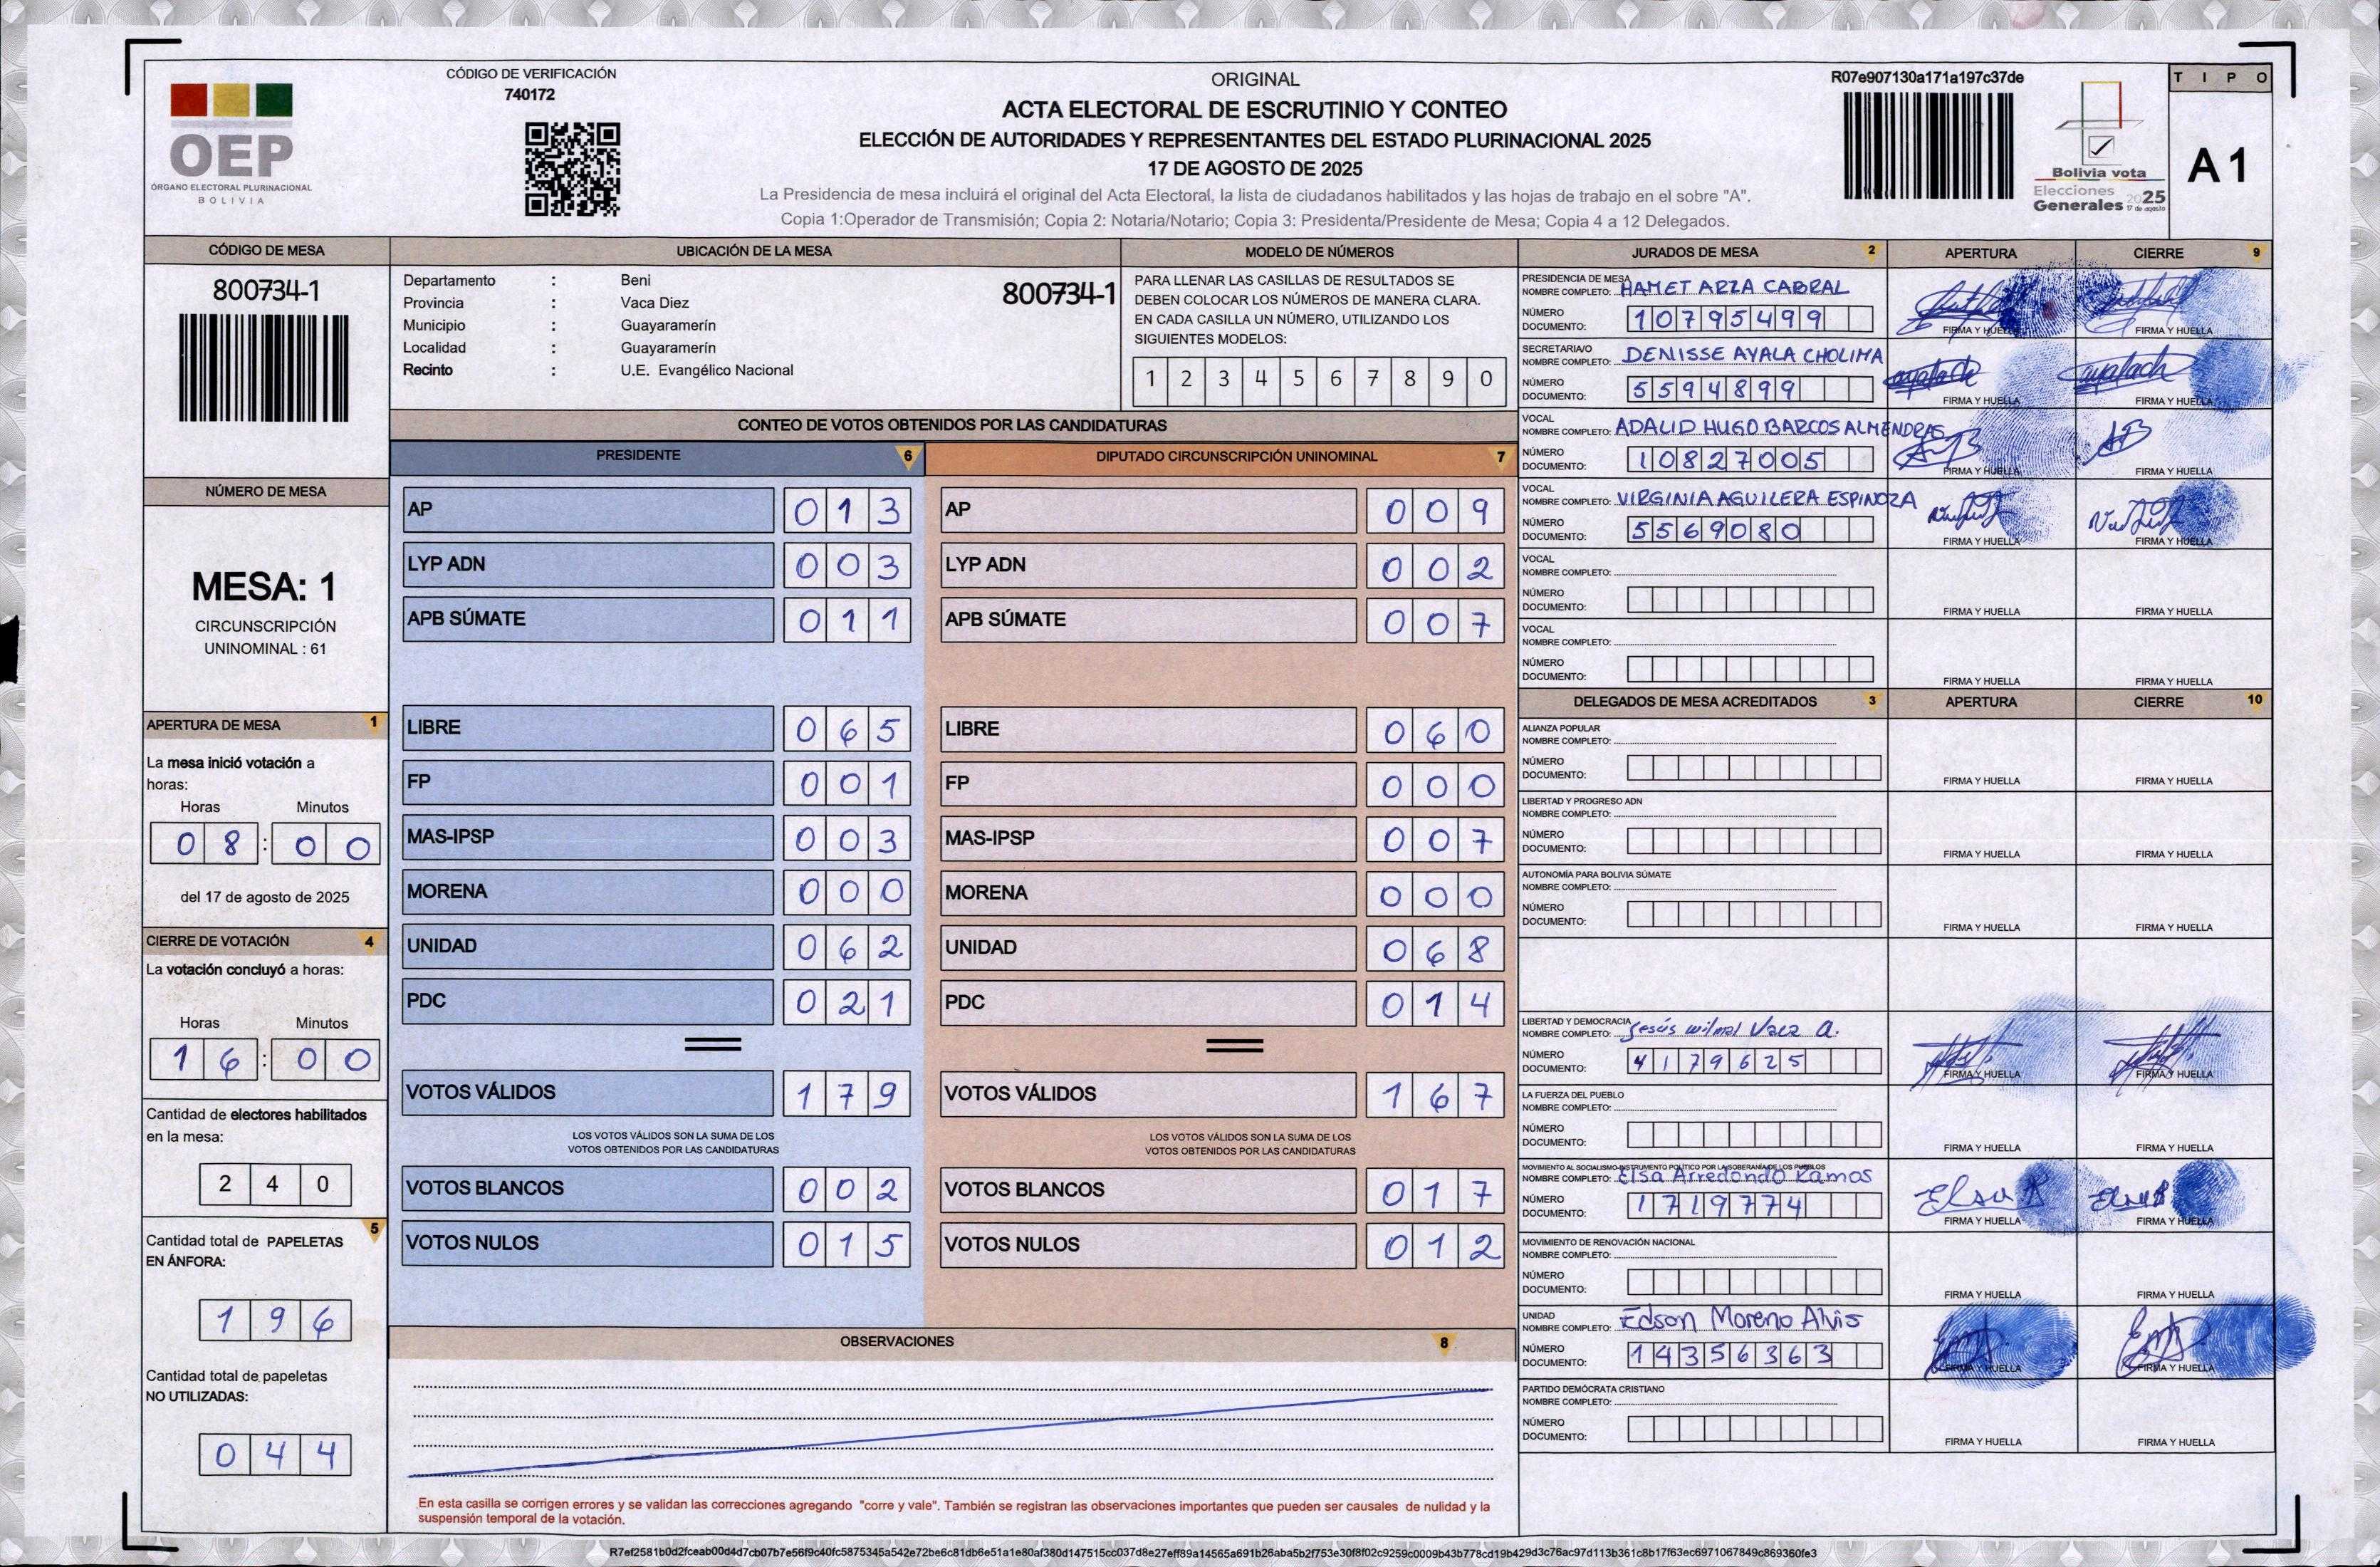 CÓDIGO DE VERIFICACIÓN
740172
OEP
ÓRGANO ELECTORAL PLURINACIONAL
BOLIVIA
ORIGINAL
ACTA ELECTORAL DE ESCRUTINIO Y CONTEO
ELECCIÓN DE AUTORIDADES Y REPRESENTANTES DEL ESTADO PLURINACIONAL 2025
17 DE AGOSTO DE 2025
La Presidencia de mesa incluirá el original del Acta Electoral, la lista de ciudadanos habilitados y las hojas de trabajo en el sobre "A".
Copia 1:Operador de Transmisión; Copia 2: Notaria/Notario; Copia 3: Presidenta/Presidente de Mesa; Copia 4 a 12 Delegados.
R07e907130a171a197c37de
Bolivia vota
Elecciones
Generales 2025
17 de agosto
TIPO
A1
CÓDIGO DE MESA
800734-1
NÚMERO DE MESA
MESA: 1
CIRCUNSCRIPCIÓN
UNINOMINAL : 61
APERTURA DE MESA 1
La mesa inició votación a
horas:
Horas Minutos
08:00
del 17 de agosto de 2025
CIERRE DE VOTACIÓN 4
La votación concluyó a horas:
Horas Minutos
16:00
Cantidad de electores habilitados
en la mesa:
240
5
Cantidad total de PAPELETAS
EN ÁNFORA:
196
Cantidad total de papeletas
NO UTILIZADAS:
044
UBICACIÓN DE LA MESA
Departamento : Beni
800734-1
Provincia : Vaca Diez
Municipio : Guayaramerín
Localidad : Guayaramerín
Recinto : U.E. Evangélico Nacional
MODELO DE NÚMEROS
PARA LLENAR LAS CASILLAS DE RESULTADOS SE
DEBEN COLOCAR LOS NÚMEROS DE MANERA CLARA.
EN CADA CASILLA UN NÚMERO, UTILIZANDO LOS
SIGUIENTES MODELOS:
1 2 3 4 5 6 7 8 9 0
CONTEO DE VOTOS OBTENIDOS POR LAS CANDIDATURAS
PRESIDENTE 6
AP 013
LYP ADN 003
APB SÚMATE 011
LIBRE 065
FP 001
MAS-IPSP 003
MORENA 000
UNIDAD 062
PDC 021
VOTOS VÁLIDOS 179
LOS VOTOS VÁLIDOS SON LA SUMA DE LOS
VOTOS OBTENIDOS POR LAS CANDIDATURAS
VOTOS BLANCOS 002
VOTOS NULOS 015
DIPUTADO CIRCUNSCRIPCIÓN UNINOMINAL 7
AP 009
LYP ADN 002
APB SÚMATE 007
LIBRE 060
FP 000
MAS-IPSP 007
MORENA 000
UNIDAD 068
PDC 014
VOTOS VÁLIDOS 167
LOS VOTOS VÁLIDOS SON LA SUMA DE LOS
VOTOS OBTENIDOS POR LAS CANDIDATURAS
VOTOS BLANCOS 017
VOTOS NULOS 012
OBSERVACIONES 8
En esta casilla se corrigen errores y se validan las correcciones agregando "corre y vale". También se registran las observaciones importantes que pueden ser causales de nulidad y la
suspensión temporal de la votación.
JURADOS DE MESA 2 APERTURA CIERRE 9
PRESIDENCIA DE MESA
NOMBRE COMPLETO: HAMET ARZA CABRAL
NÚMERO
DOCUMENTO: 10795499
FIRMA Y HUELLA FIRMA Y HUELLA
SECRETARIA/O
NOMBRE COMPLETO: DENISSE AYALA CHOLIMA
NÚMERO
DOCUMENTO: 5594899
FIRMA Y HUELLA FIRMA Y HUELLA
VOCAL
NOMBRE COMPLETO: ADALID HUGO BARCOS ALMENDRAS
NÚMERO
DOCUMENTO: 10827005
FIRMA Y HUELLA FIRMA Y HUELLA
VOCAL
NOMBRE COMPLETO: VIRGINIA AGUILERA ESPINOZA
NÚMERO
DOCUMENTO: 5569080
FIRMA Y HUELLA FIRMA Y HUELLA
VOCAL
NOMBRE COMPLETO:
NÚMERO
DOCUMENTO:
FIRMA Y HUELLA FIRMA Y HUELLA
VOCAL
NOMBRE COMPLETO:
NÚMERO
DOCUMENTO:
FIRMA Y HUELLA FIRMA Y HUELLA
DELEGADOS DE MESA ACREDITADOS 3 APERTURA CIERRE 10
ALIANZA POPULAR
NOMBRE COMPLETO:
NÚMERO
DOCUMENTO:
FIRMA Y HUELLA FIRMA Y HUELLA
LIBERTAD Y PROGRESO ADN
NOMBRE COMPLETO:
NÚMERO
DOCUMENTO:
FIRMA Y HUELLA FIRMA Y HUELLA
AUTONOMÍA PARA BOLIVIA SÚMATE
NOMBRE COMPLETO:
NÚMERO
DOCUMENTO:
FIRMA Y HUELLA FIRMA Y HUELLA
LIBERTAD Y DEMOCRACIA
NOMBRE COMPLETO: Jesús wilmal Vaca A.
NÚMERO
DOCUMENTO: 4179625
FIRMA Y HUELLA FIRMA Y HUELLA
LA FUERZA DEL PUEBLO
NOMBRE COMPLETO:
NÚMERO
DOCUMENTO:
FIRMA Y HUELLA FIRMA Y HUELLA
MOVIMIENTO AL SOCIALISMO-INSTRUMENTO POLÍTICO POR LA SOBERANÍA DE LOS PUEBLOS
NOMBRE COMPLETO: Elsa Arredondo Ramos
NÚMERO
DOCUMENTO: 1719774
FIRMA Y HUELLA FIRMA Y HUELLA
MOVIMIENTO DE RENOVACIÓN NACIONAL
NOMBRE COMPLETO:
NÚMERO
DOCUMENTO:
FIRMA Y HUELLA FIRMA Y HUELLA
UNIDAD
NOMBRE COMPLETO: Edson Moreno Alvis
NÚMERO
DOCUMENTO: 14356363
FIRMA Y HUELLA FIRMA Y HUELLA
PARTIDO DEMÓCRATA CRISTIANO
NOMBRE COMPLETO:
NÚMERO
DOCUMENTO:
FIRMA Y HUELLA FIRMA Y HUELLA